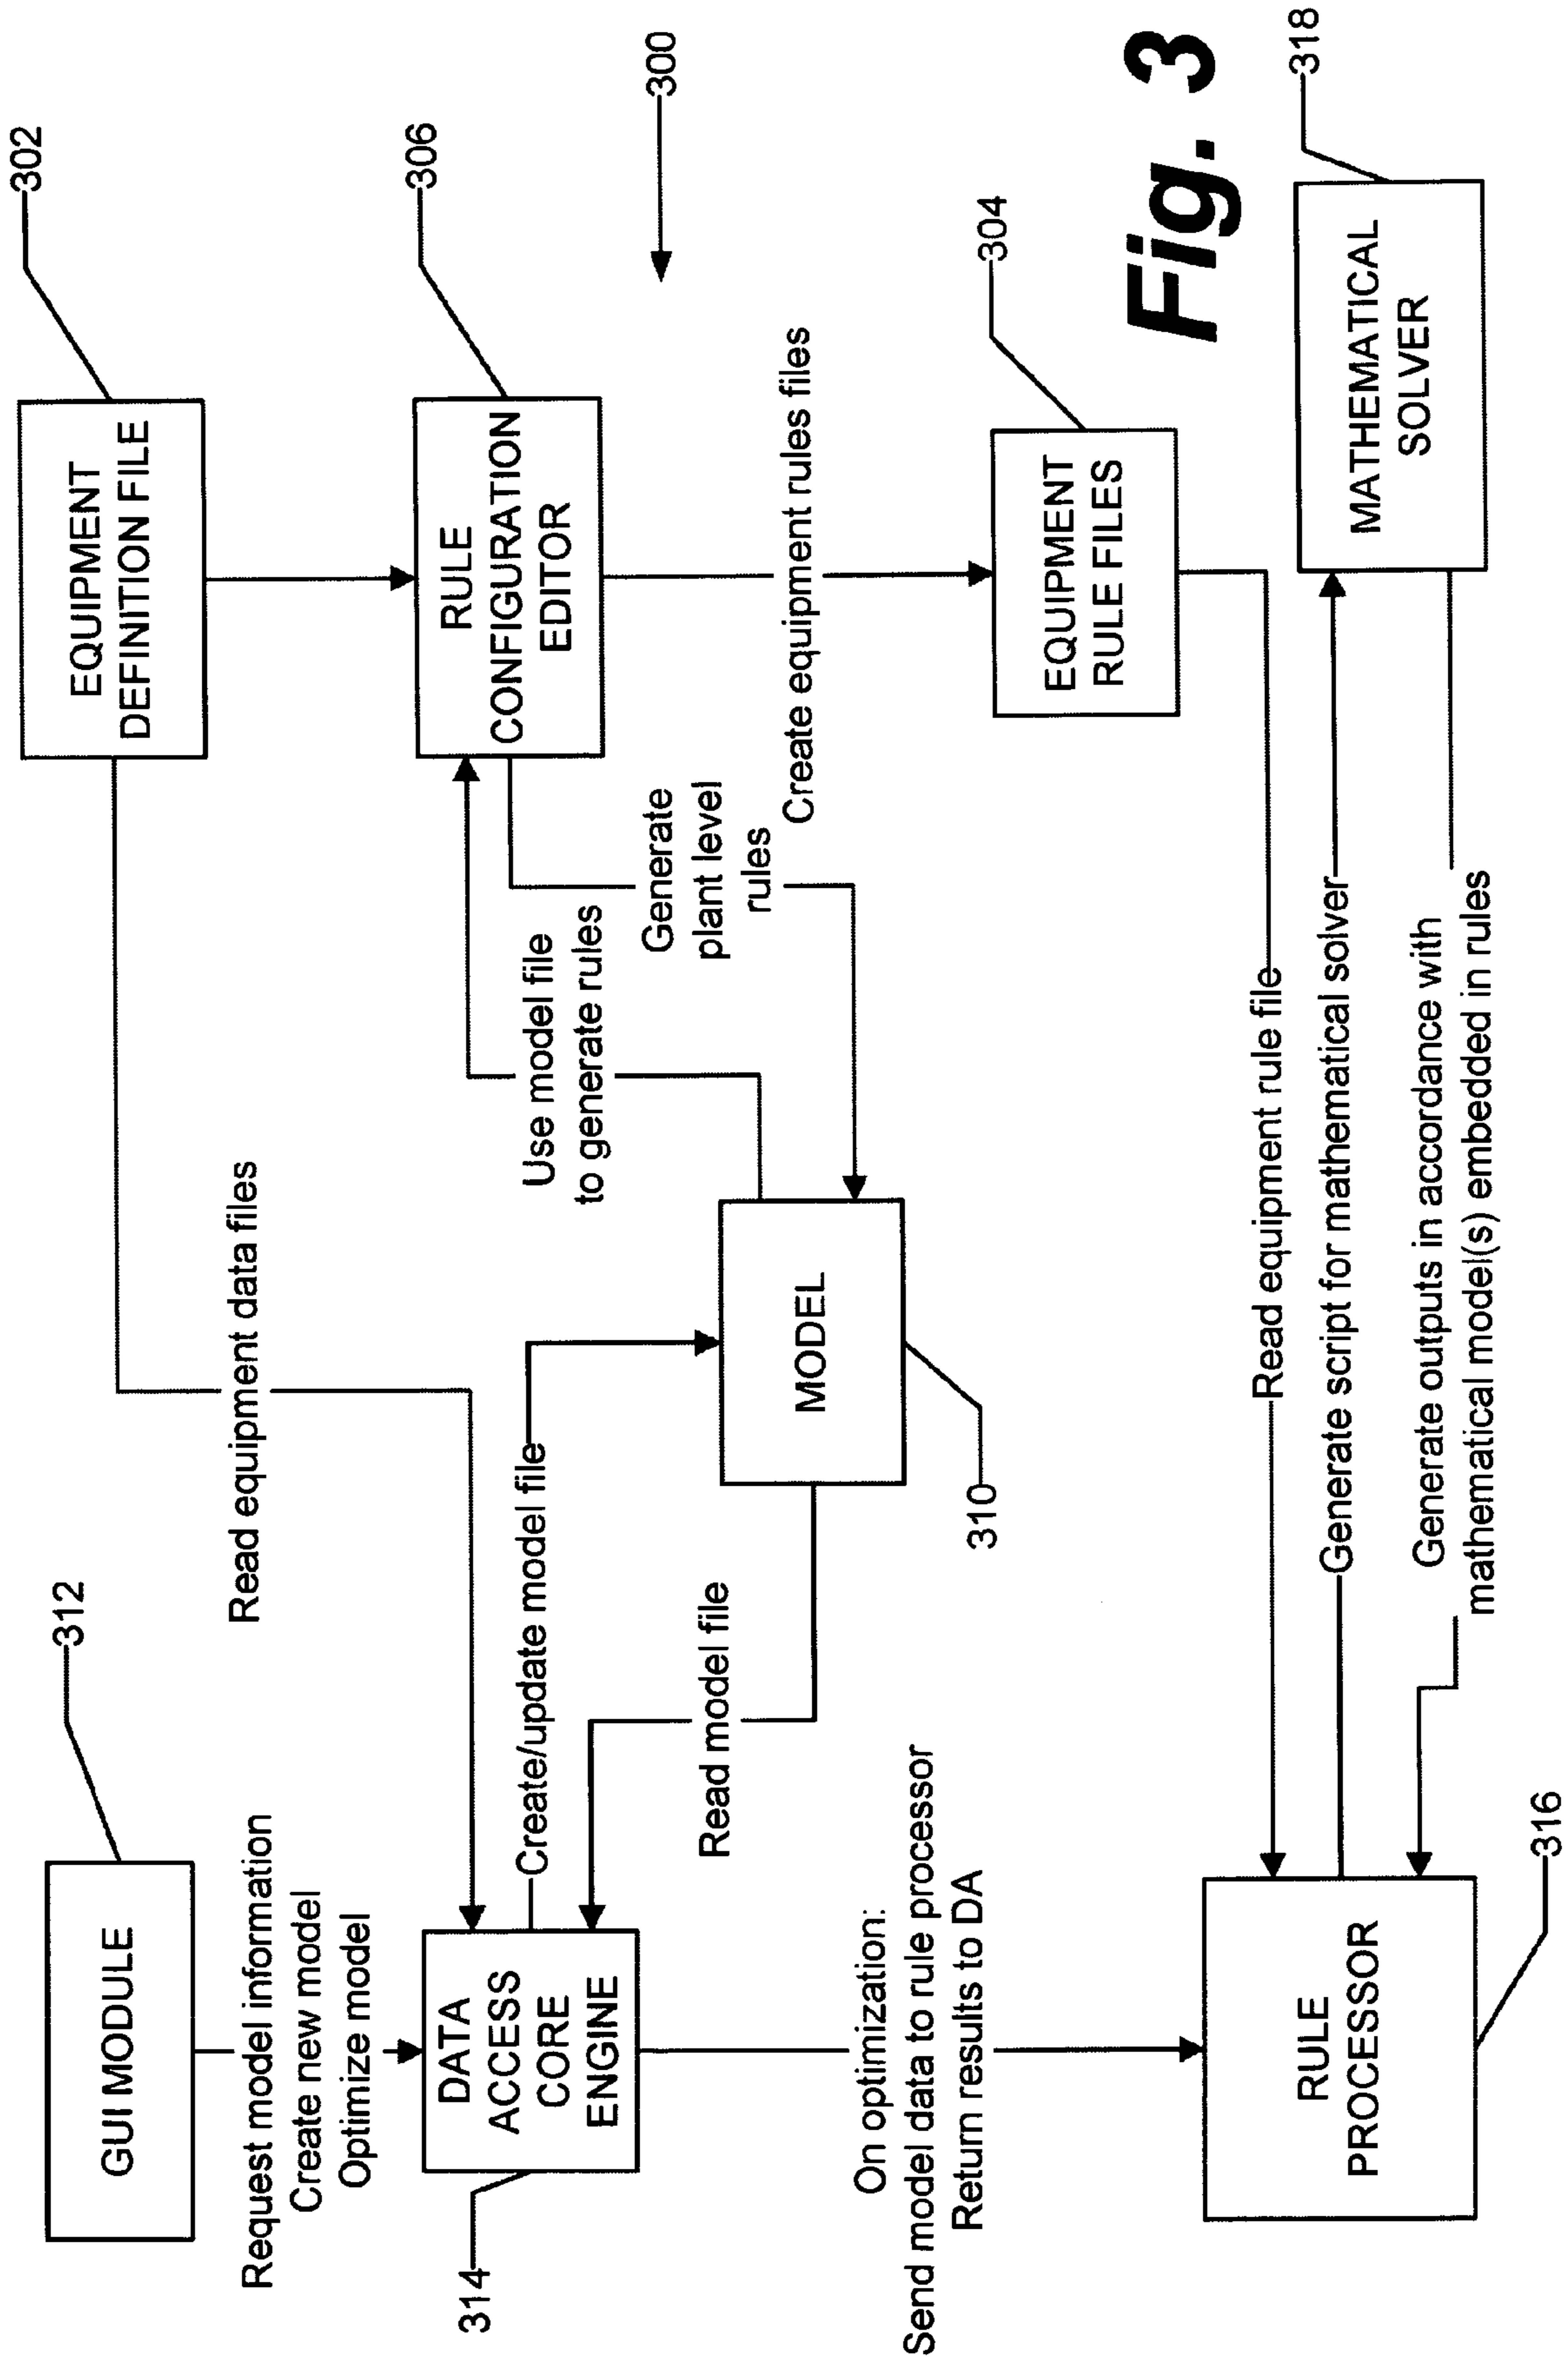 312
GUI MODULE
Request model information
Create new model
Optimize model
314
DATA
ACCESS
CORE
ENGINE
On optimization:
Send model data to rule processor
Return results to DA
RULE
PROCESSOR
316
Read equipment data files
Create/update model file
Read model file
MODEL
310
Use model file
to generate rules
Generate
plant level
rules
302
EQUIPMENT
DEFINITION FILE
306
RULE
CONFIGURATION
EDITOR
300
Create equipment rules files
304
EQUIPMENT
RULE FILES
Read equipment rule file
Generate script for mathematical solver
Generate outputs in accordance with
mathematical model(s) embedded in rules
318
MATHEMATICAL
SOLVER
Fig. 3